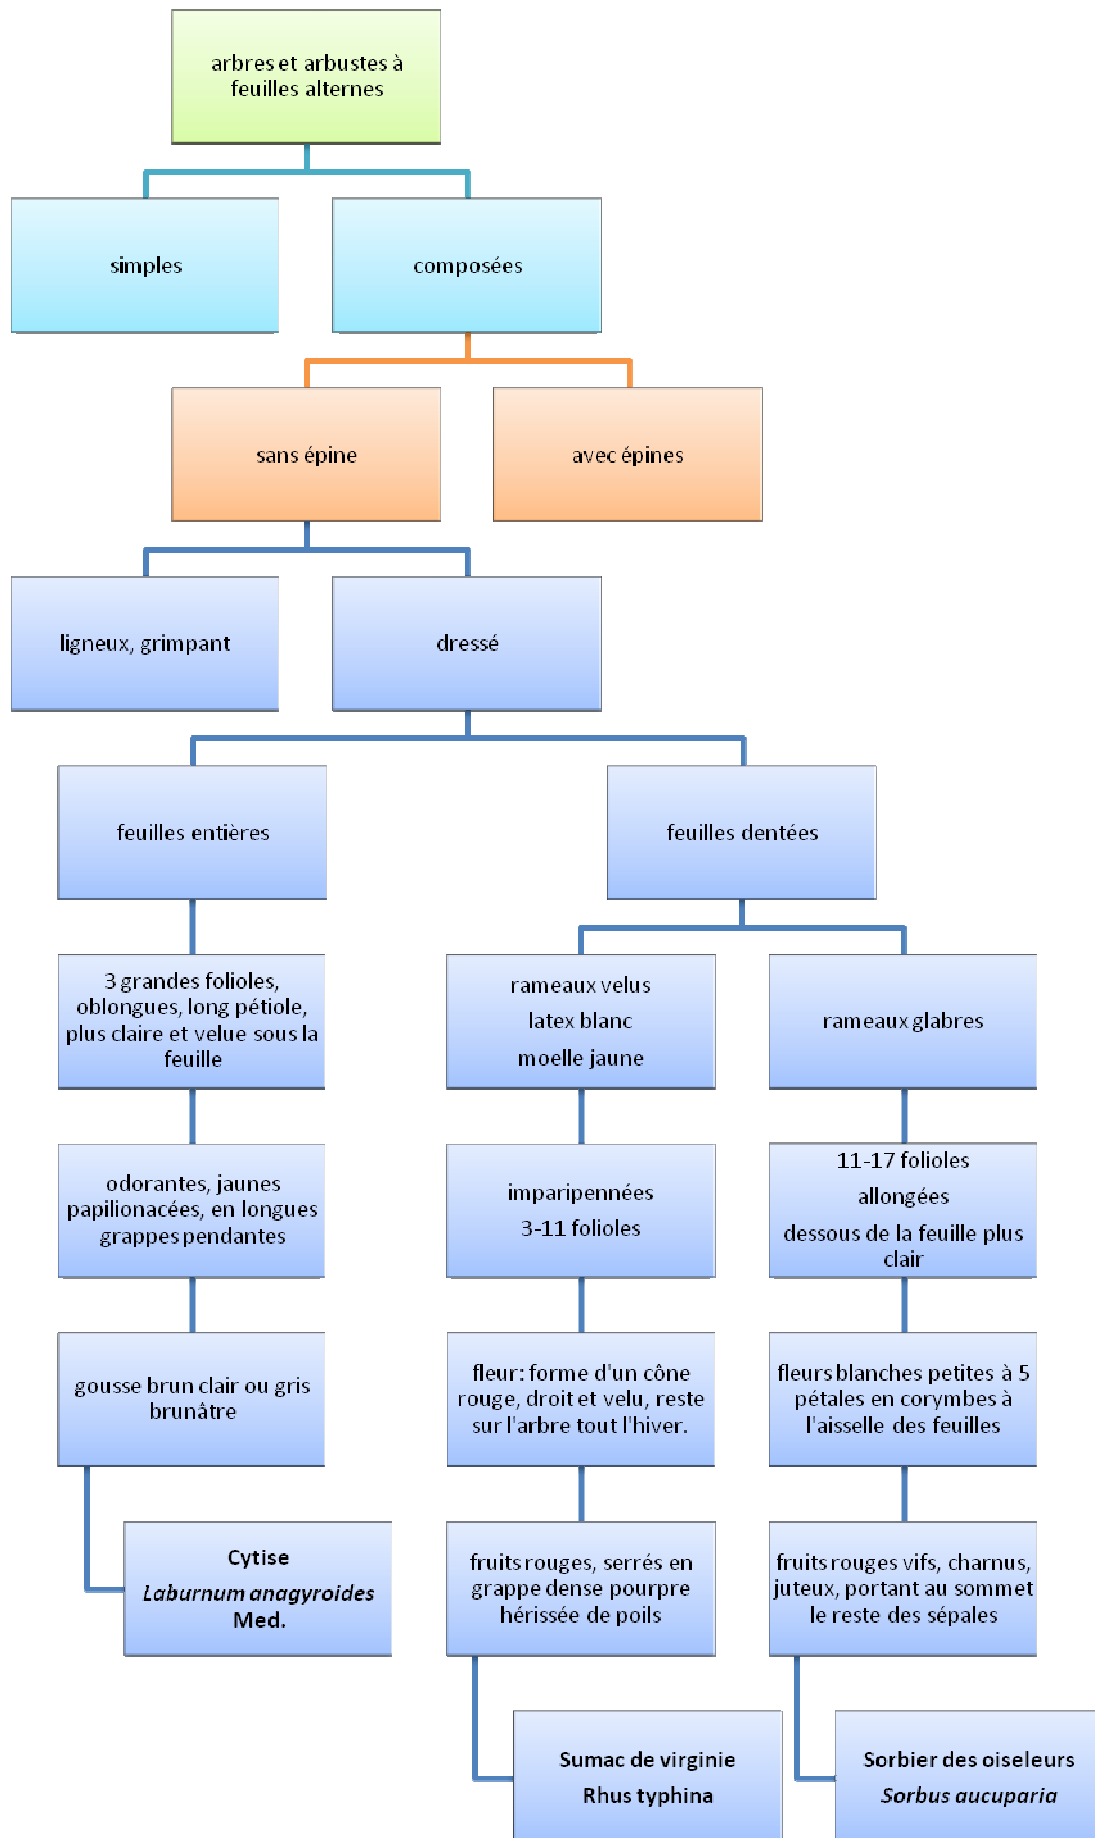 arbres et arbustes à
feuilles alternes
simples
composées
sans épine
avec épines
ligneux, grimpant
dressé
feuilles entières
feuilles dentées
3 grandes folioles,
oblongues, long pétiole,
plus claire et velue sous la
feuille
rameaux velus
latex blanc
moelle jaune
rameaux glabres
odorantes, jaunes
papilionacées, en longues
grappes pendantes
imparipennées
3-11 folioles
11-17 folioles
allongées
dessous de la feuille plus
clair
gousse brun clair ou gris
brunâtre
fleur: forme d'un cône
rouge, droit et velu, reste
sur l'arbre tout l'hiver.
fleurs blanches petites à 5
pétales en corymbes à
l'aisselle des feuilles
Cytise
Laburnum anagyroides
Med.
fruits rouges, serrés en
grappe dense pourpre
hérissée de poils
fruits rouges vifs, charnus,
juteux, portant au sommet
le reste des sépales
Sumac de virginie
Rhus typhina
Sorbier des oiseleurs
Sorbus aucuparia